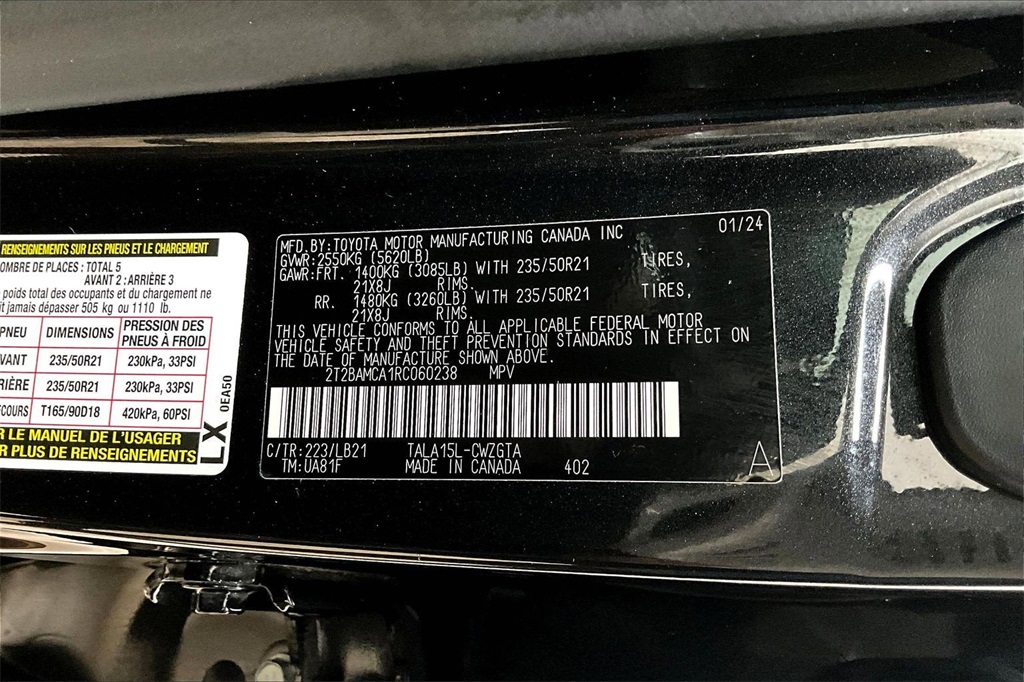 RENSEIGNEMENTS SUR LES PNEUS ET LE CHARGEMENT
NOMBRE DE PLACES : TOTAL 5
AVANT 2 : ARRIÈRE 3
poids total des occupants et du chargement ne
jamais dépasser 505 kg ou 1110 lb.
PNEU DIMENSIONS PRESSION DES PNEUS À FROID
AVANT 235/50R21 230kPa, 33PSI
235/50R21 230kPa, 33PSI
T165/90D18 420kPa, 60PSI
LE MANUEL DE L'USAGER
PLUS DE RENSEIGNEMENTS
LX 0EA50
MFD.BY:TOYOTA MOTOR MANUFACTURING CANADA INC 01/24
GVWR:2550KG (5620LB)
GAWR:FRT. 1400KG (3085LB) WITH 235/50R21 TIRES,
21X8J RIMS.
RR. 1480KG (3260LB) WITH 235/50R21 TIRES,
21X8J RIMS.
THIS VEHICLE CONFORMS TO ALL APPLICABLE FEDERAL MOTOR
VEHICLE SAFETY AND THEFT PREVENTION STANDARDS IN EFFECT ON
THE DATE OF MANUFACTURE SHOWN ABOVE.
2T2BAMCA1RC060238 MPV
C/TR:223/LB21 TALA15L-CWZGTA
TM:UA81F MADE IN CANADA 402 A